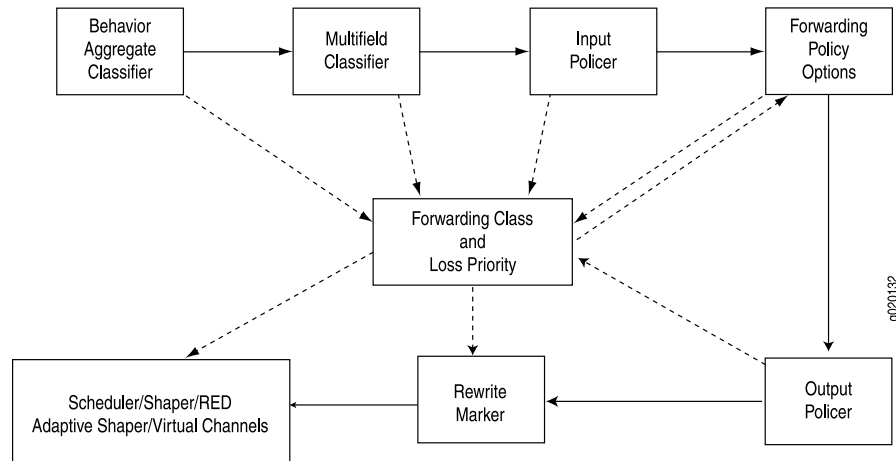 Behavior
Aggregate
Classifier
Multifield
Classifier
Input
Policer
Forwarding
Policy
Options
Forwarding Class
and
Loss Priority
g020132
Scheduler/Shaper/RED
Adaptive Shaper/Virtual Channels
Rewrite
Marker
Output
Policer